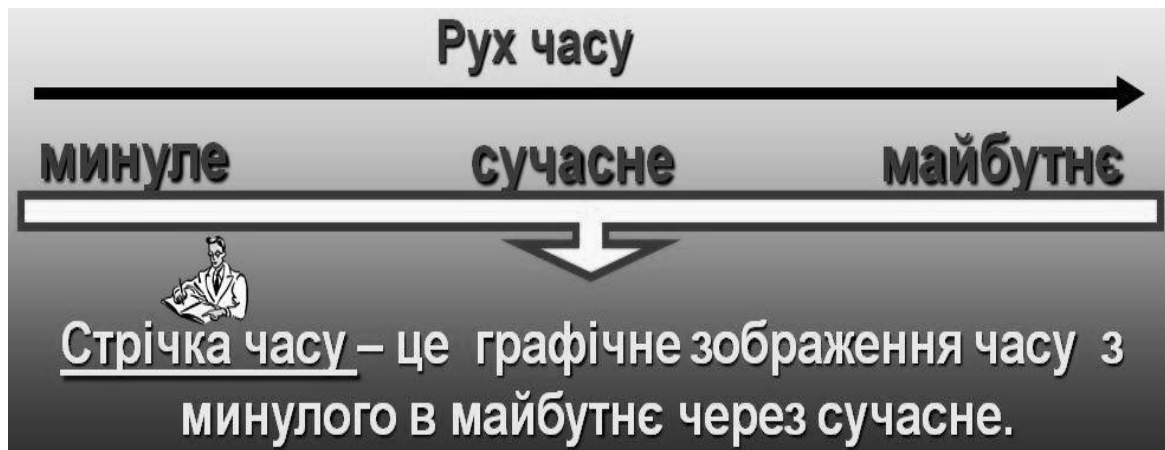 Рух часу
минуле сучасне майбутнє
Стрічка часу – це графічне зображення часу з
минулого в майбутнє через сучасне.